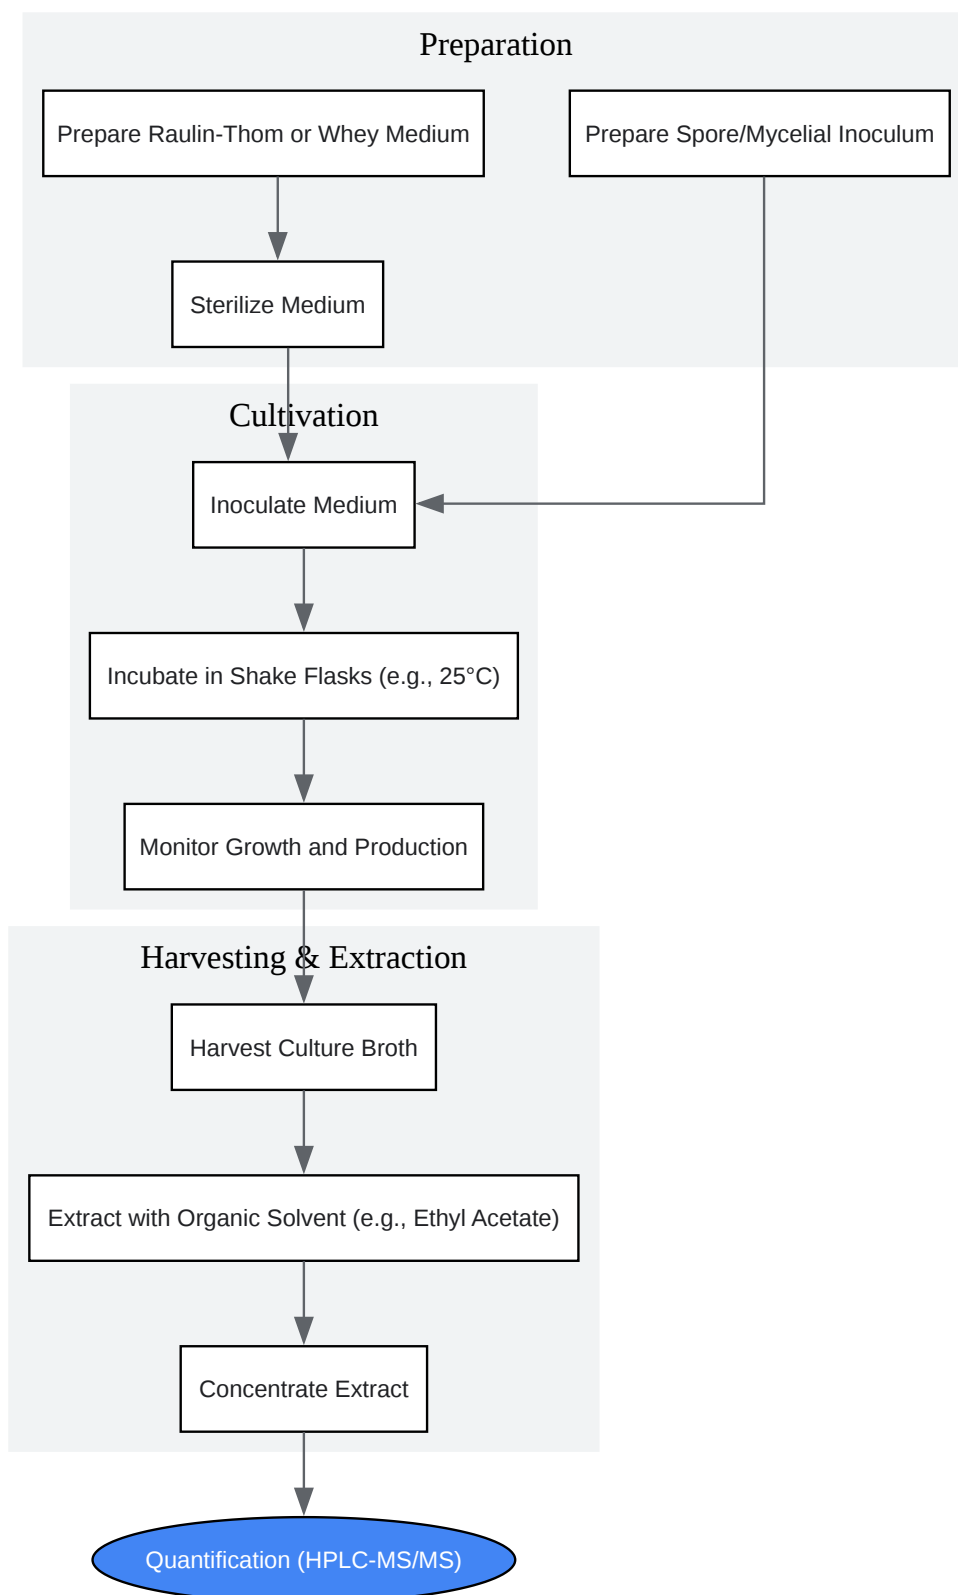 Preparation
Prepare Raulin-Thom or Whey Medium
Prepare Spore/Mycelial Inoculum
Sterilize Medium
Cultivation
Inoculate Medium
Incubate in Shake Flasks (e.g., 25°C)
Monitor Growth and Production
Harvesting & Extraction
Harvest Culture Broth
Extract with Organic Solvent (e.g., Ethyl Acetate)
Concentrate Extract
Quantification (HPLC-MS/MS)